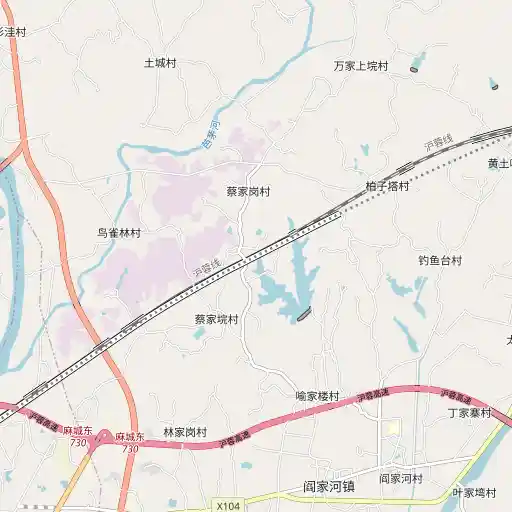 彭洼村
土城村
万家上垸村
故事河
沪蓉线
黄土
柏子塔村
蔡家岗村
鸟雀林村
沪蓉线
钓鱼台村
蔡家垸村
喻家楼村
沪蓉高速
沪蓉高速
丁家寨村
麻城东
730
麻城东
730
林家岗村
沪蓉高速
阎家河村
阎家河镇
叶家塆村
X104